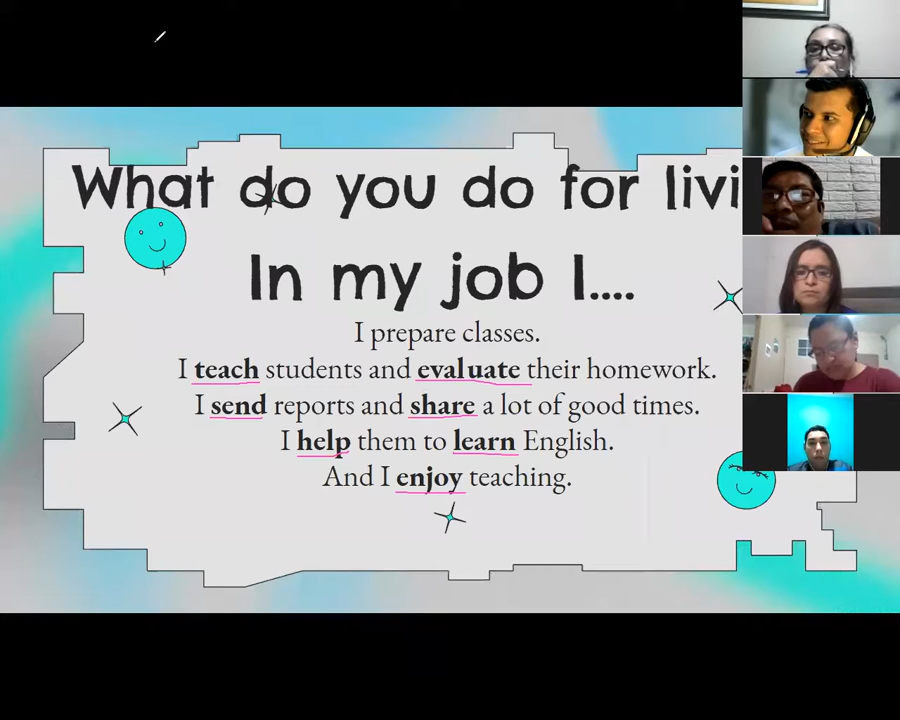 What do you do for livi
In my job I....
I prepare classes.
I teach students and evaluate their homework.
I send reports and share a lot of good times.
I help them to learn English.
And I enjoy teaching.